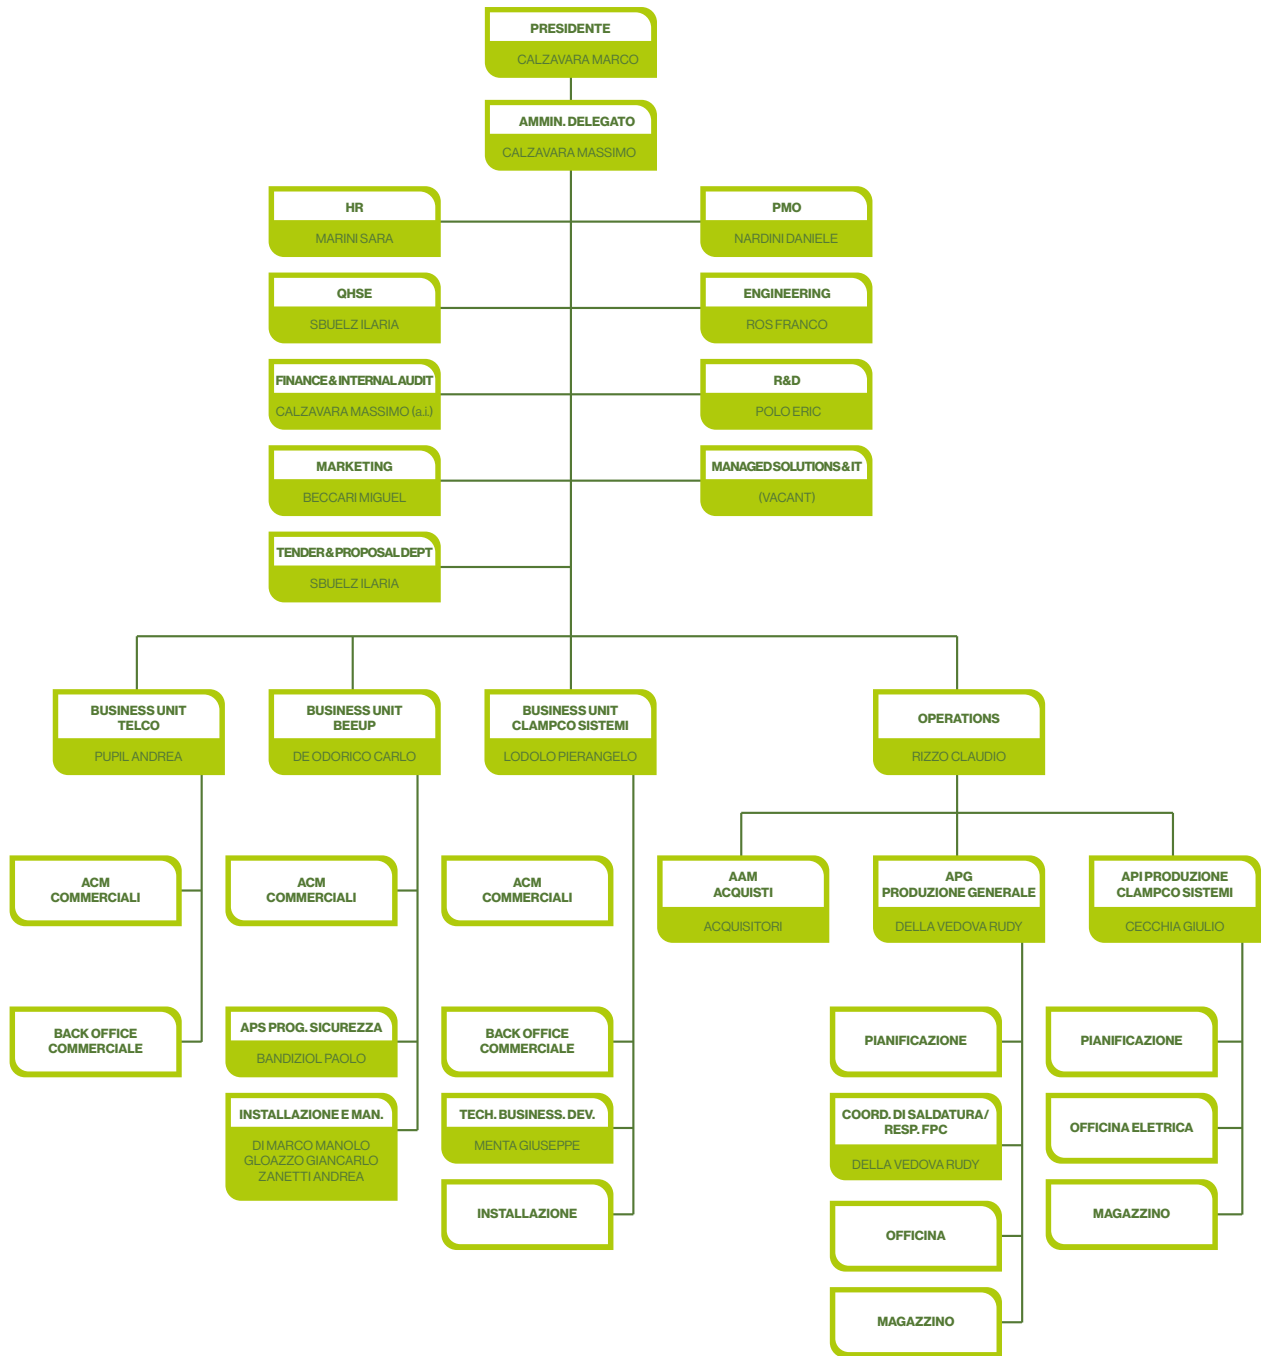 PRESIDENTE
CALZAVARA MARCO
AMMIN. DELEGATO
CALZAVARA MASSIMO
HR
MARINI SARA
PMO
NARDINI DANIELE
QHSE
SBUELZ ILARIA
ENGINEERING
ROS FRANCO
FINANCE & INTERNAL AUDIT
CALZAVARA MASSIMO (a.i.)
R&D
POLO ERIC
MARKETING
BECCARI MIGUEL
MANAGED SOLUTIONS & IT
(VACANT)
TENDER & PROPOSAL DEPT
SBUELZ ILARIA
BUSINESS UNIT
TELCO
PUPIL ANDREA
BUSINESS UNIT
BEEUP
DE ODORICO CARLO
BUSINESS UNIT
CLAMPCO SISTEMI
LODOLO PIERANGELO
OPERATIONS
RIZZO CLAUDIO
ACM
COMMERCIALI
ACM
COMMERCIALI
ACM
COMMERCIALI
AAM
ACQUISTI
ACQUISITORI
APG
PRODUZIONE GENERALE
DELLA VEDOVA RUDY
API PRODUZIONE
CLAMPCO SISTEMI
CECCHIA GIULIO
BACK OFFICE
COMMERCIALE
APS PROG. SICUREZZA
BANDIZIOL PAOLO
BACK OFFICE
COMMERCIALE
PIANIFICAZIONE
PIANIFICAZIONE
INSTALLAZIONE E MAN.
DI MARCO MANOLO
GLOAZZO GIANCARLO
ZANETTI ANDREA
TECH. BUSINESS. DEV.
MENTA GIUSEPPE
COORD. DI SALDATURA/
RESP. FPC
DELLA VEDOVA RUDY
OFFICINA ELETRICA
INSTALLAZIONE
OFFICINA
MAGAZZINO
MAGAZZINO